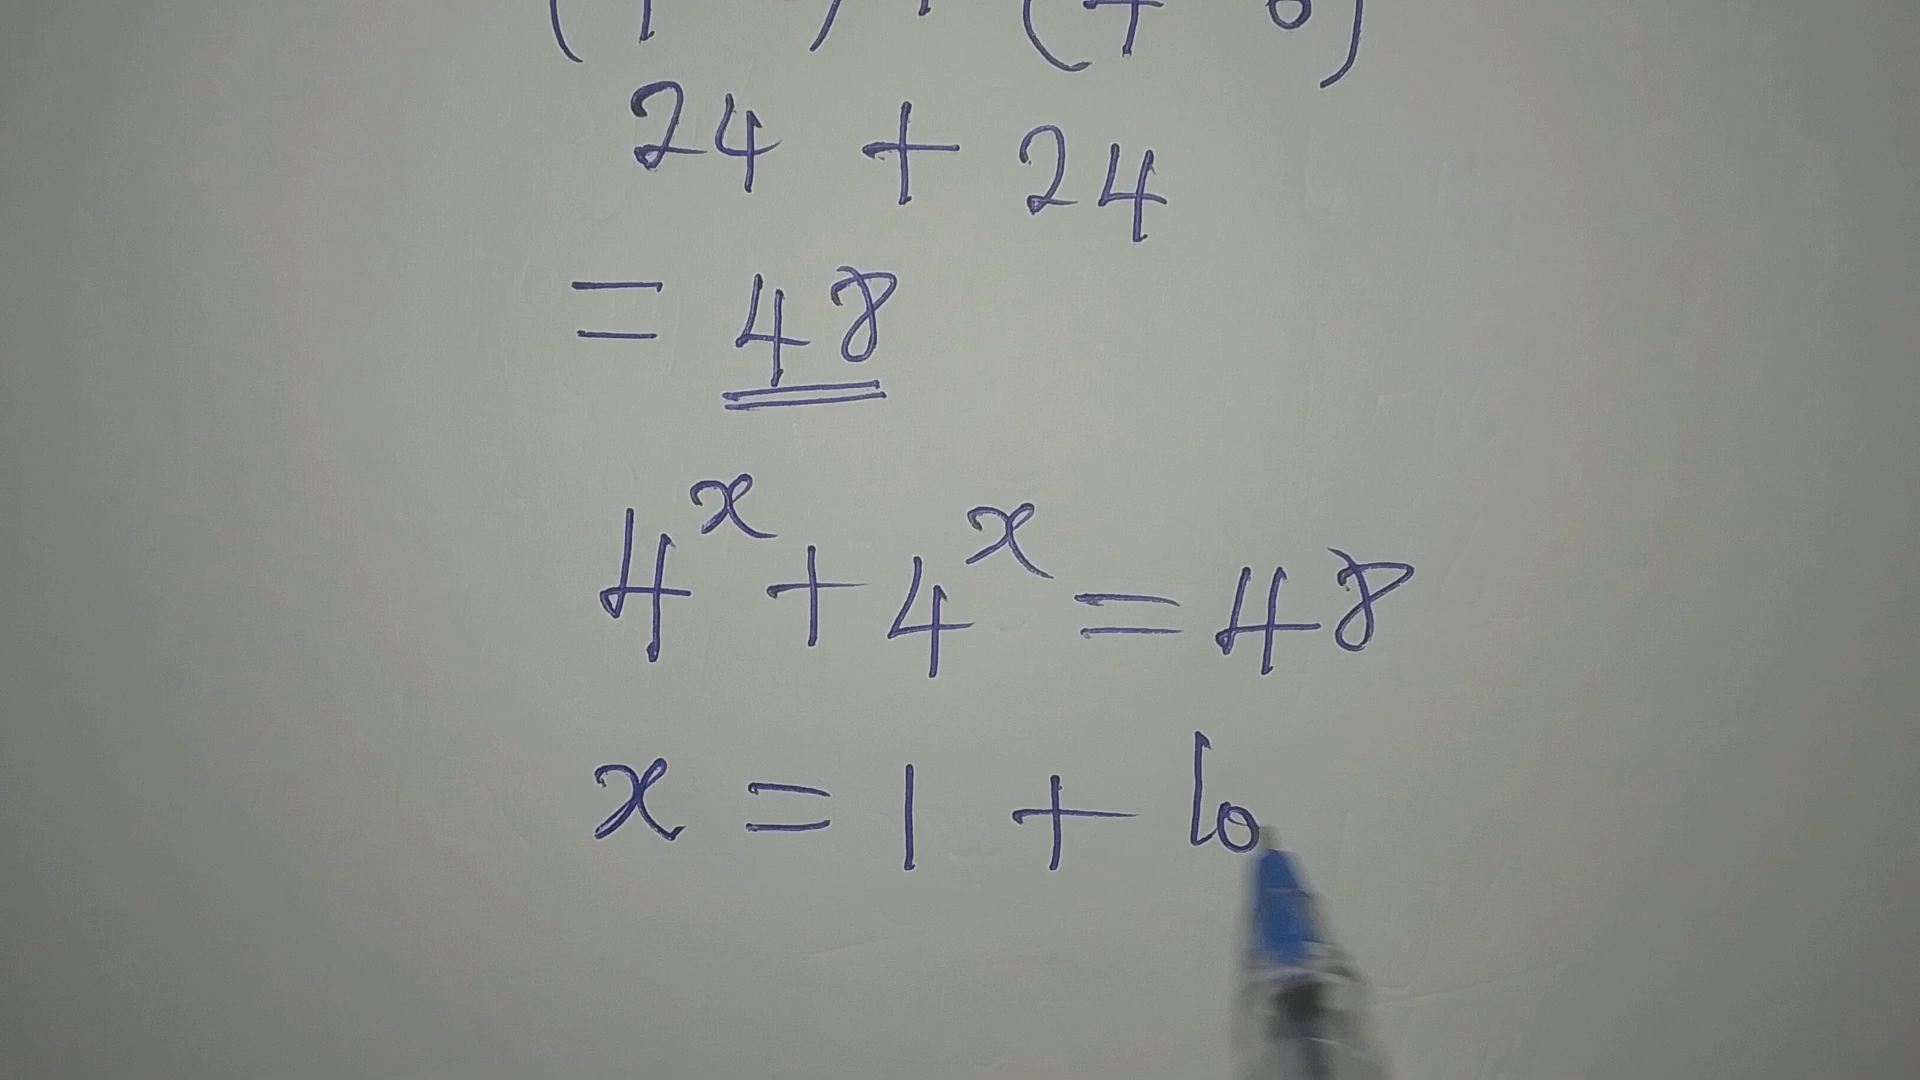 24 + 24
= 48
4^x + 4^x = 48
x = 1 + lo